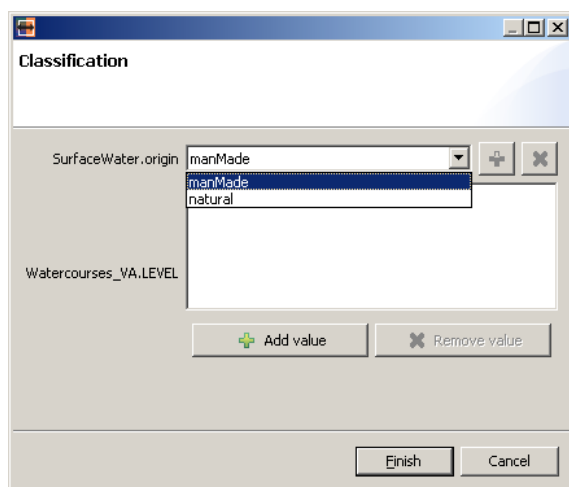 Classification
SurfaceWater.origin manMade
manMade
natural
Watercourses_VA.LEVEL
Add value Remove value
Finish Cancel